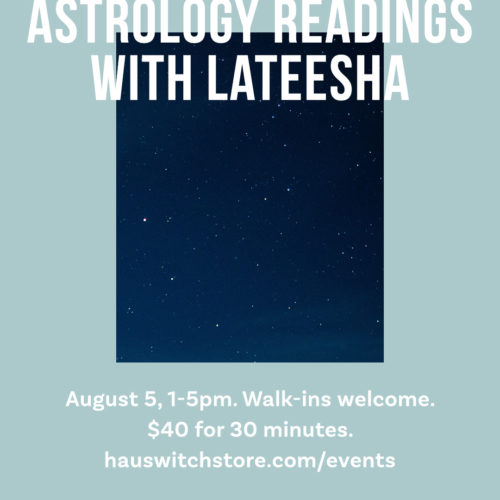 ASTROLOGY READINGS
WITH LATEESHA
August 5, 1-5pm. Walk-ins welcome.
$40 for 30 minutes.
hauswitchstore.com/events